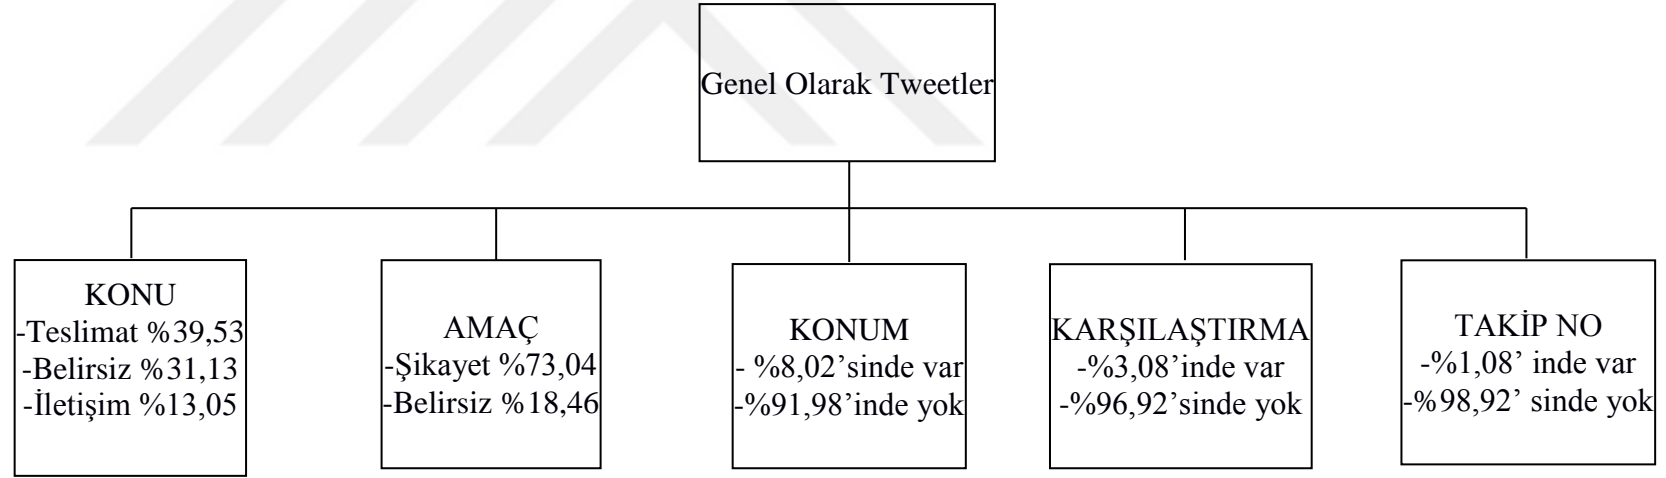 Genel Olarak Tweetler
KONU
-Teslimat %39,53
-Belirsiz %31,13
-İletişim %13,05
AMAÇ
-Şikayet %73,04
-Belirsiz %18,46
KONUM
- %8,02’sinde var
-%91,98’inde yok
KARŞILAŞTIRMA
-%3,08’inde var
-%96,92’sinde yok
TAKİP NO
-%1,08’ inde var
-%98,92’ sinde yok